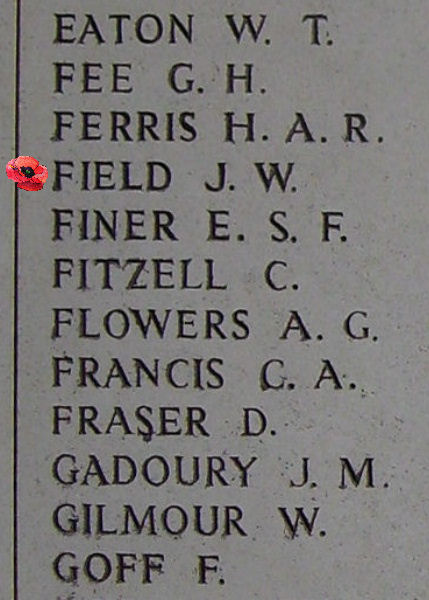 EATON W. T.
FEE G. H.
FERRIS H. A. R.
FIELD J. W.
FINER E. S. F.
FITZELL C.
FLOWERS A. G.
FRANCIS C. A.
FRASER D.
GADOURY J. M.
GILMOUR W.
GOFF F.